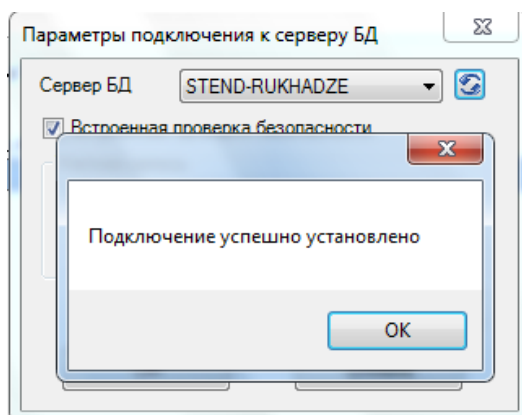 Параметры подключения к серверу БД
Сервер БД STEND-RUKHADZE
Встроенная проверка безопасности
Подключение успешно установлено
OK